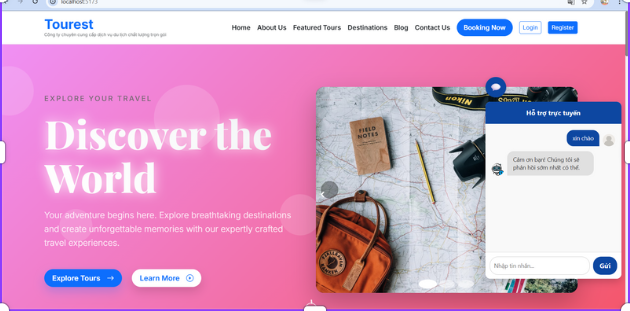 localhost:5173
Tourest
Công ty chuyên cung cấp dịch vụ du lịch chất lượng trọn gói
Home About Us Featured Tours Destinations Blog Contact Us Booking Now Login Register
EXPLORE YOUR TRAVEL
Discover the
World
Your adventure begins here. Explore breathtaking destinations
and create unforgettable memories with our expertly crafted
travel experiences.
Explore Tours →
Learn More
FIELD
NOTES
Nikon
Hỗ trợ trực tuyến
xin chào
Cảm ơn bạn! Chúng tôi sẽ
phản hồi sớm nhất có thể.
Nhập tin nhắn...
Gửi